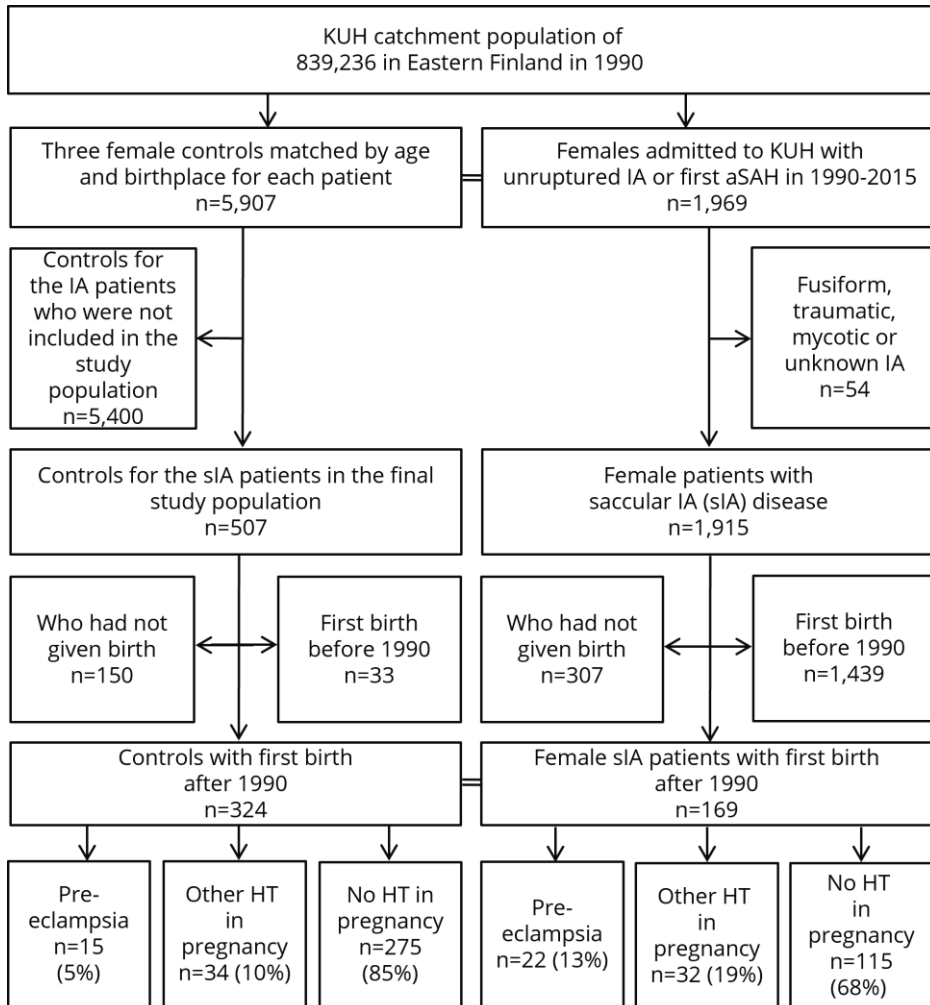 KUH catchment population of
839,236 in Eastern Finland in 1990
Three female controls matched by age
and birthplace for each patient
n=5,907
Females admitted to KUH with
unruptured IA or first aSAH in 1990-2015
n=1,969
Controls for
the IA patients
who were not
included in the
study
population
n=5,400
Fusiform,
traumatic,
mycotic or
unknown IA
n=54
Controls for the sIA patients in the final
study population
n=507
Female patients with
saccular IA (sIA) disease
n=1,915
Who had not
given birth
n=150
First birth
before 1990
n=33
Who had not
given birth
n=307
First birth
before 1990
n=1,439
Controls with first birth
after 1990
n=324
Female sIA patients with first birth
after 1990
n=169
Pre-
eclampsia
n=15
(5%)
Other HT
in
pregnancy
n=34 (10%)
No HT in
pregnancy
n=275
(85%)
Pre-
eclampsia
n=22 (13%)
Other HT
in
pregnancy
n=32 (19%)
No HT
in
pregnancy
n=115
(68%)